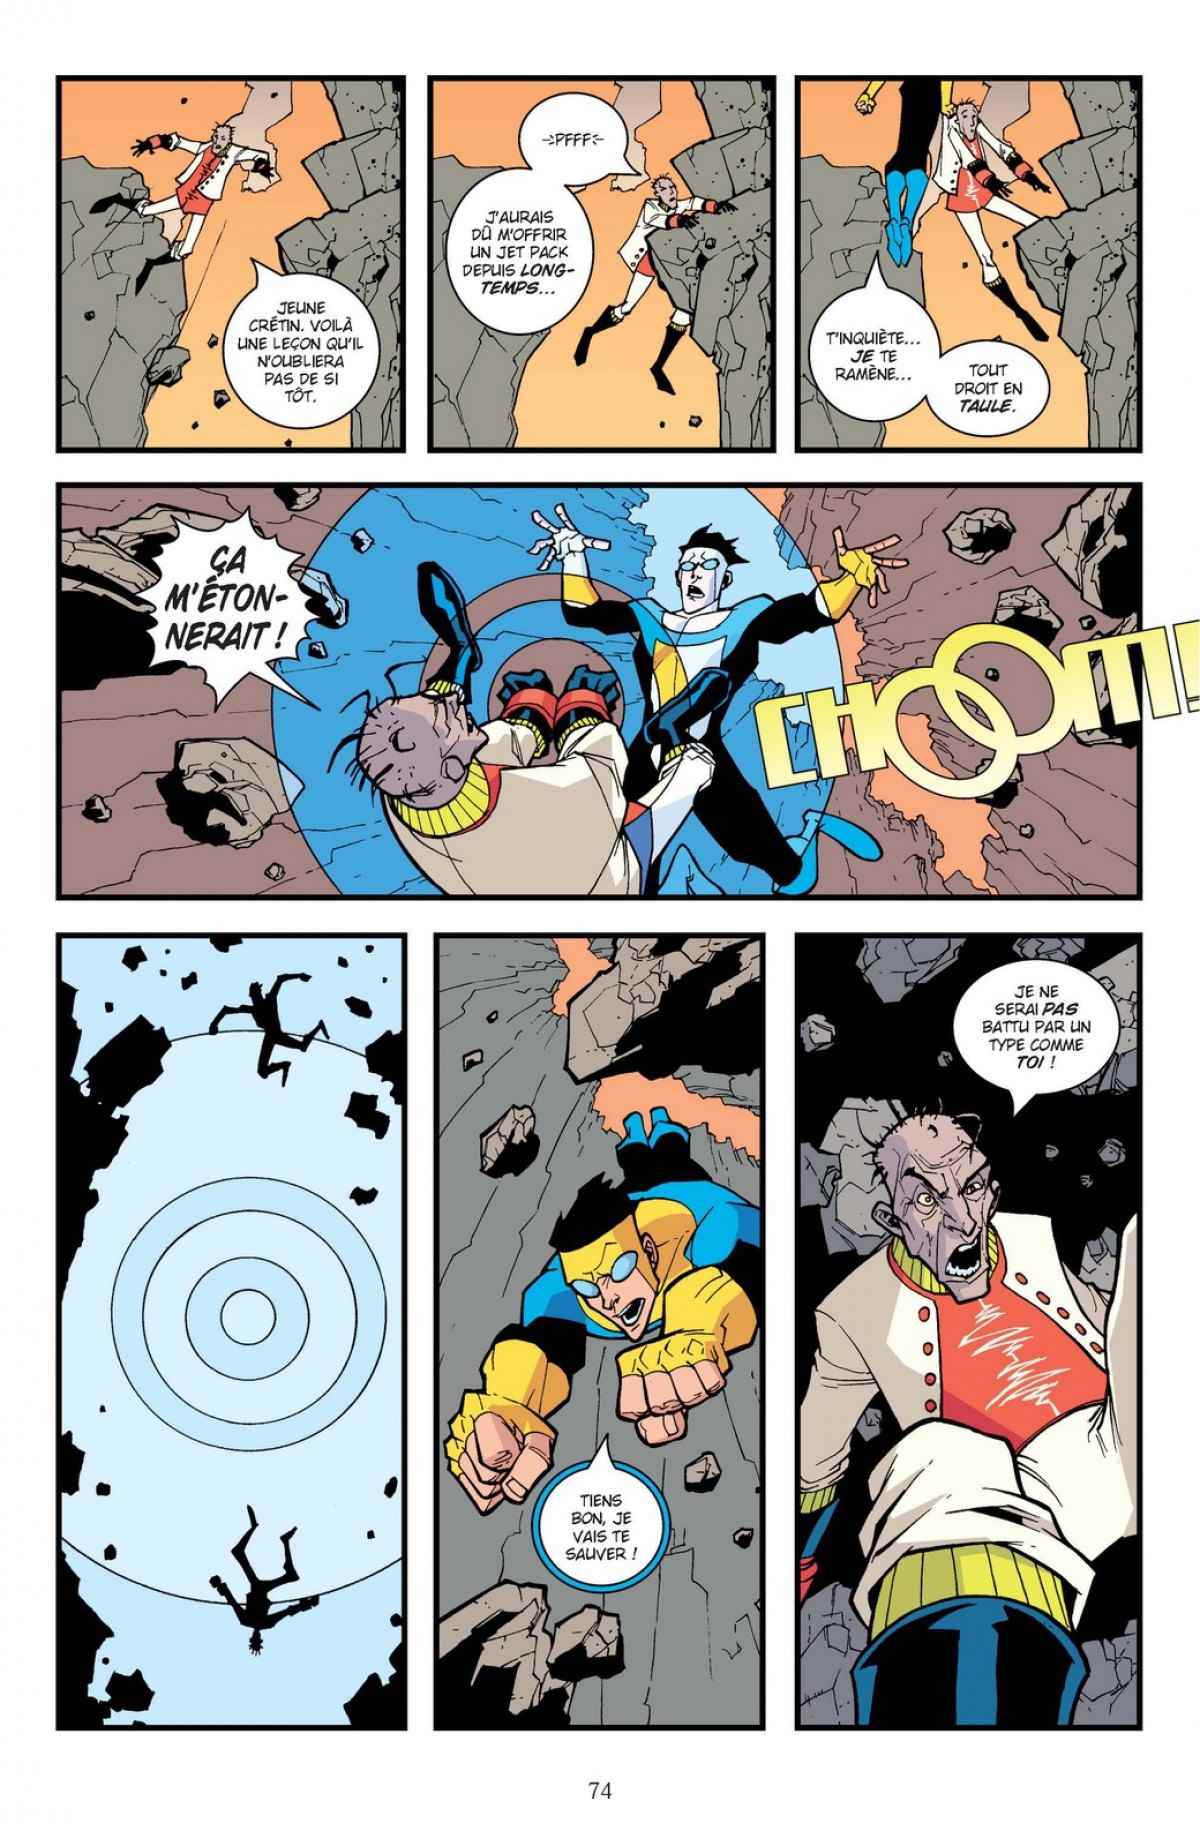 JEUNE
CRÉTIN. VOILÀ
UNE LEÇON QU'IL
N'OUBLIERA
PAS DE SI
TÔT.
PFFF
J'AURAIS
DÛ M'OFFRIR
UN JET PACK
DEPUIS LONG-
TEMPS...
T'INQUIÈTE...
JE TE
RAMÈNE...
TOUT
DROIT EN
TAULE.
ÇA
M'ÉTON-
NERAIT !
CHOOM!
TIENS
BON, JE
VAIS TE
SAUVER !
JE NE
SERAI PAS
BATTU PAR UN
TYPE COMME
TOI !
74